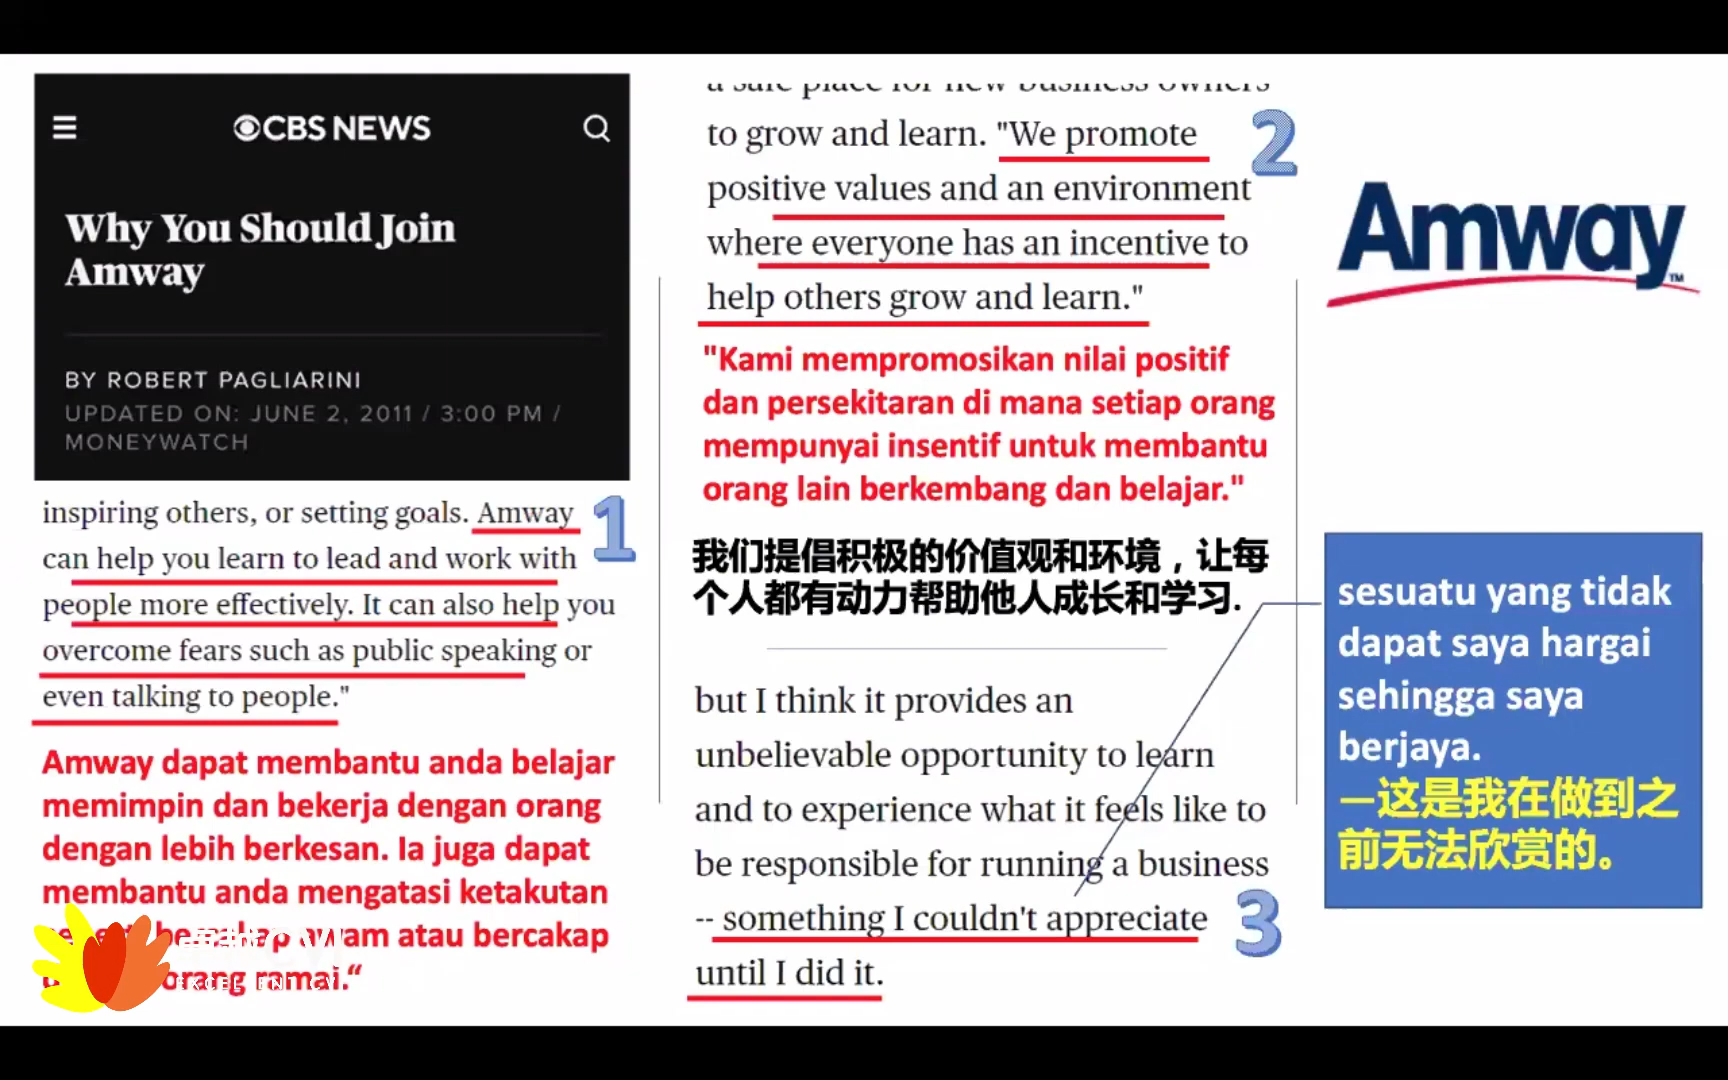 CBS NEWS
Why You Should Join
Amway
BY ROBERT PAGLIARINI
UPDATED ON: JUNE 2, 2011 / 3:00 PM /
MONEYWATCH
inspiring others, or setting goals. Amway
can help you learn to lead and work with
people more effectively. It can also help you
overcome fears such as public speaking or
even talking to people."
1
Amway dapat membantu anda belajar
memimpin dan bekerja dengan orang
dengan lebih berkesan. Ia juga dapat
membantu anda mengatasi ketakutan
atau bercakap
orang ramai.“
a safe place for new business owners
to grow and learn. "We promote
positive values and an environment
where everyone has an incentive to
help others grow and learn."
2
"Kami mempromosikan nilai positif
dan persekitaran di mana setiap orang
mempunyai insentif untuk membantu
orang lain berkembang dan belajar."
我们提倡积极的价值观和环境，让每
个人都有动力帮助他人成长和学习.
but I think it provides an
unbelievable opportunity to learn
and to experience what it feels like to
be responsible for running a business
-- something I couldn't appreciate
until I did it.
3
Amway™
sesuatu yang tidak
dapat saya hargai
sehingga saya
berjaya.
—这是我在做到之
前无法欣赏的。